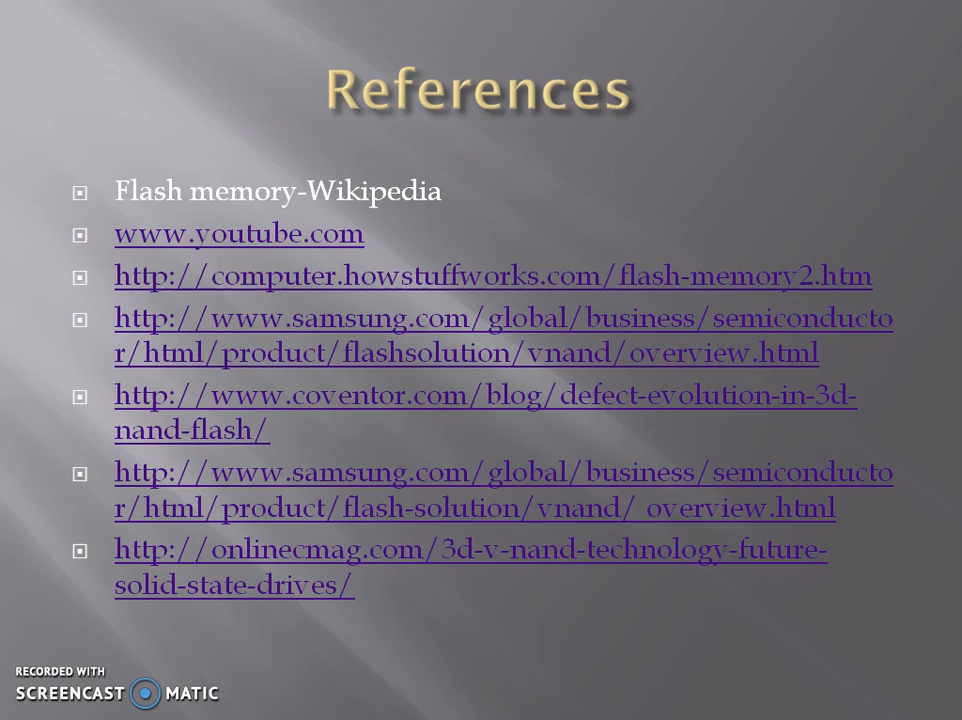 References
Flash memory-Wikipedia
www.youtube.com
http://computer.howstuffworks.com/flash-memory2.htm
http://www.samsung.com/global/business/semiconducto
r/html/product/flashsolution/vnand/overview.html
http://www.coventor.com/blog/defect-evolution-in-3d-
nand-flash/
http://www.samsung.com/global/business/semiconducto
r/html/product/flash-solution/vnand/ overview.html
http://onlinecmag.com/3d-v-nand-technology-future-
solid-state-drives/
RECORDED WITH
SCREENCAST MATIC